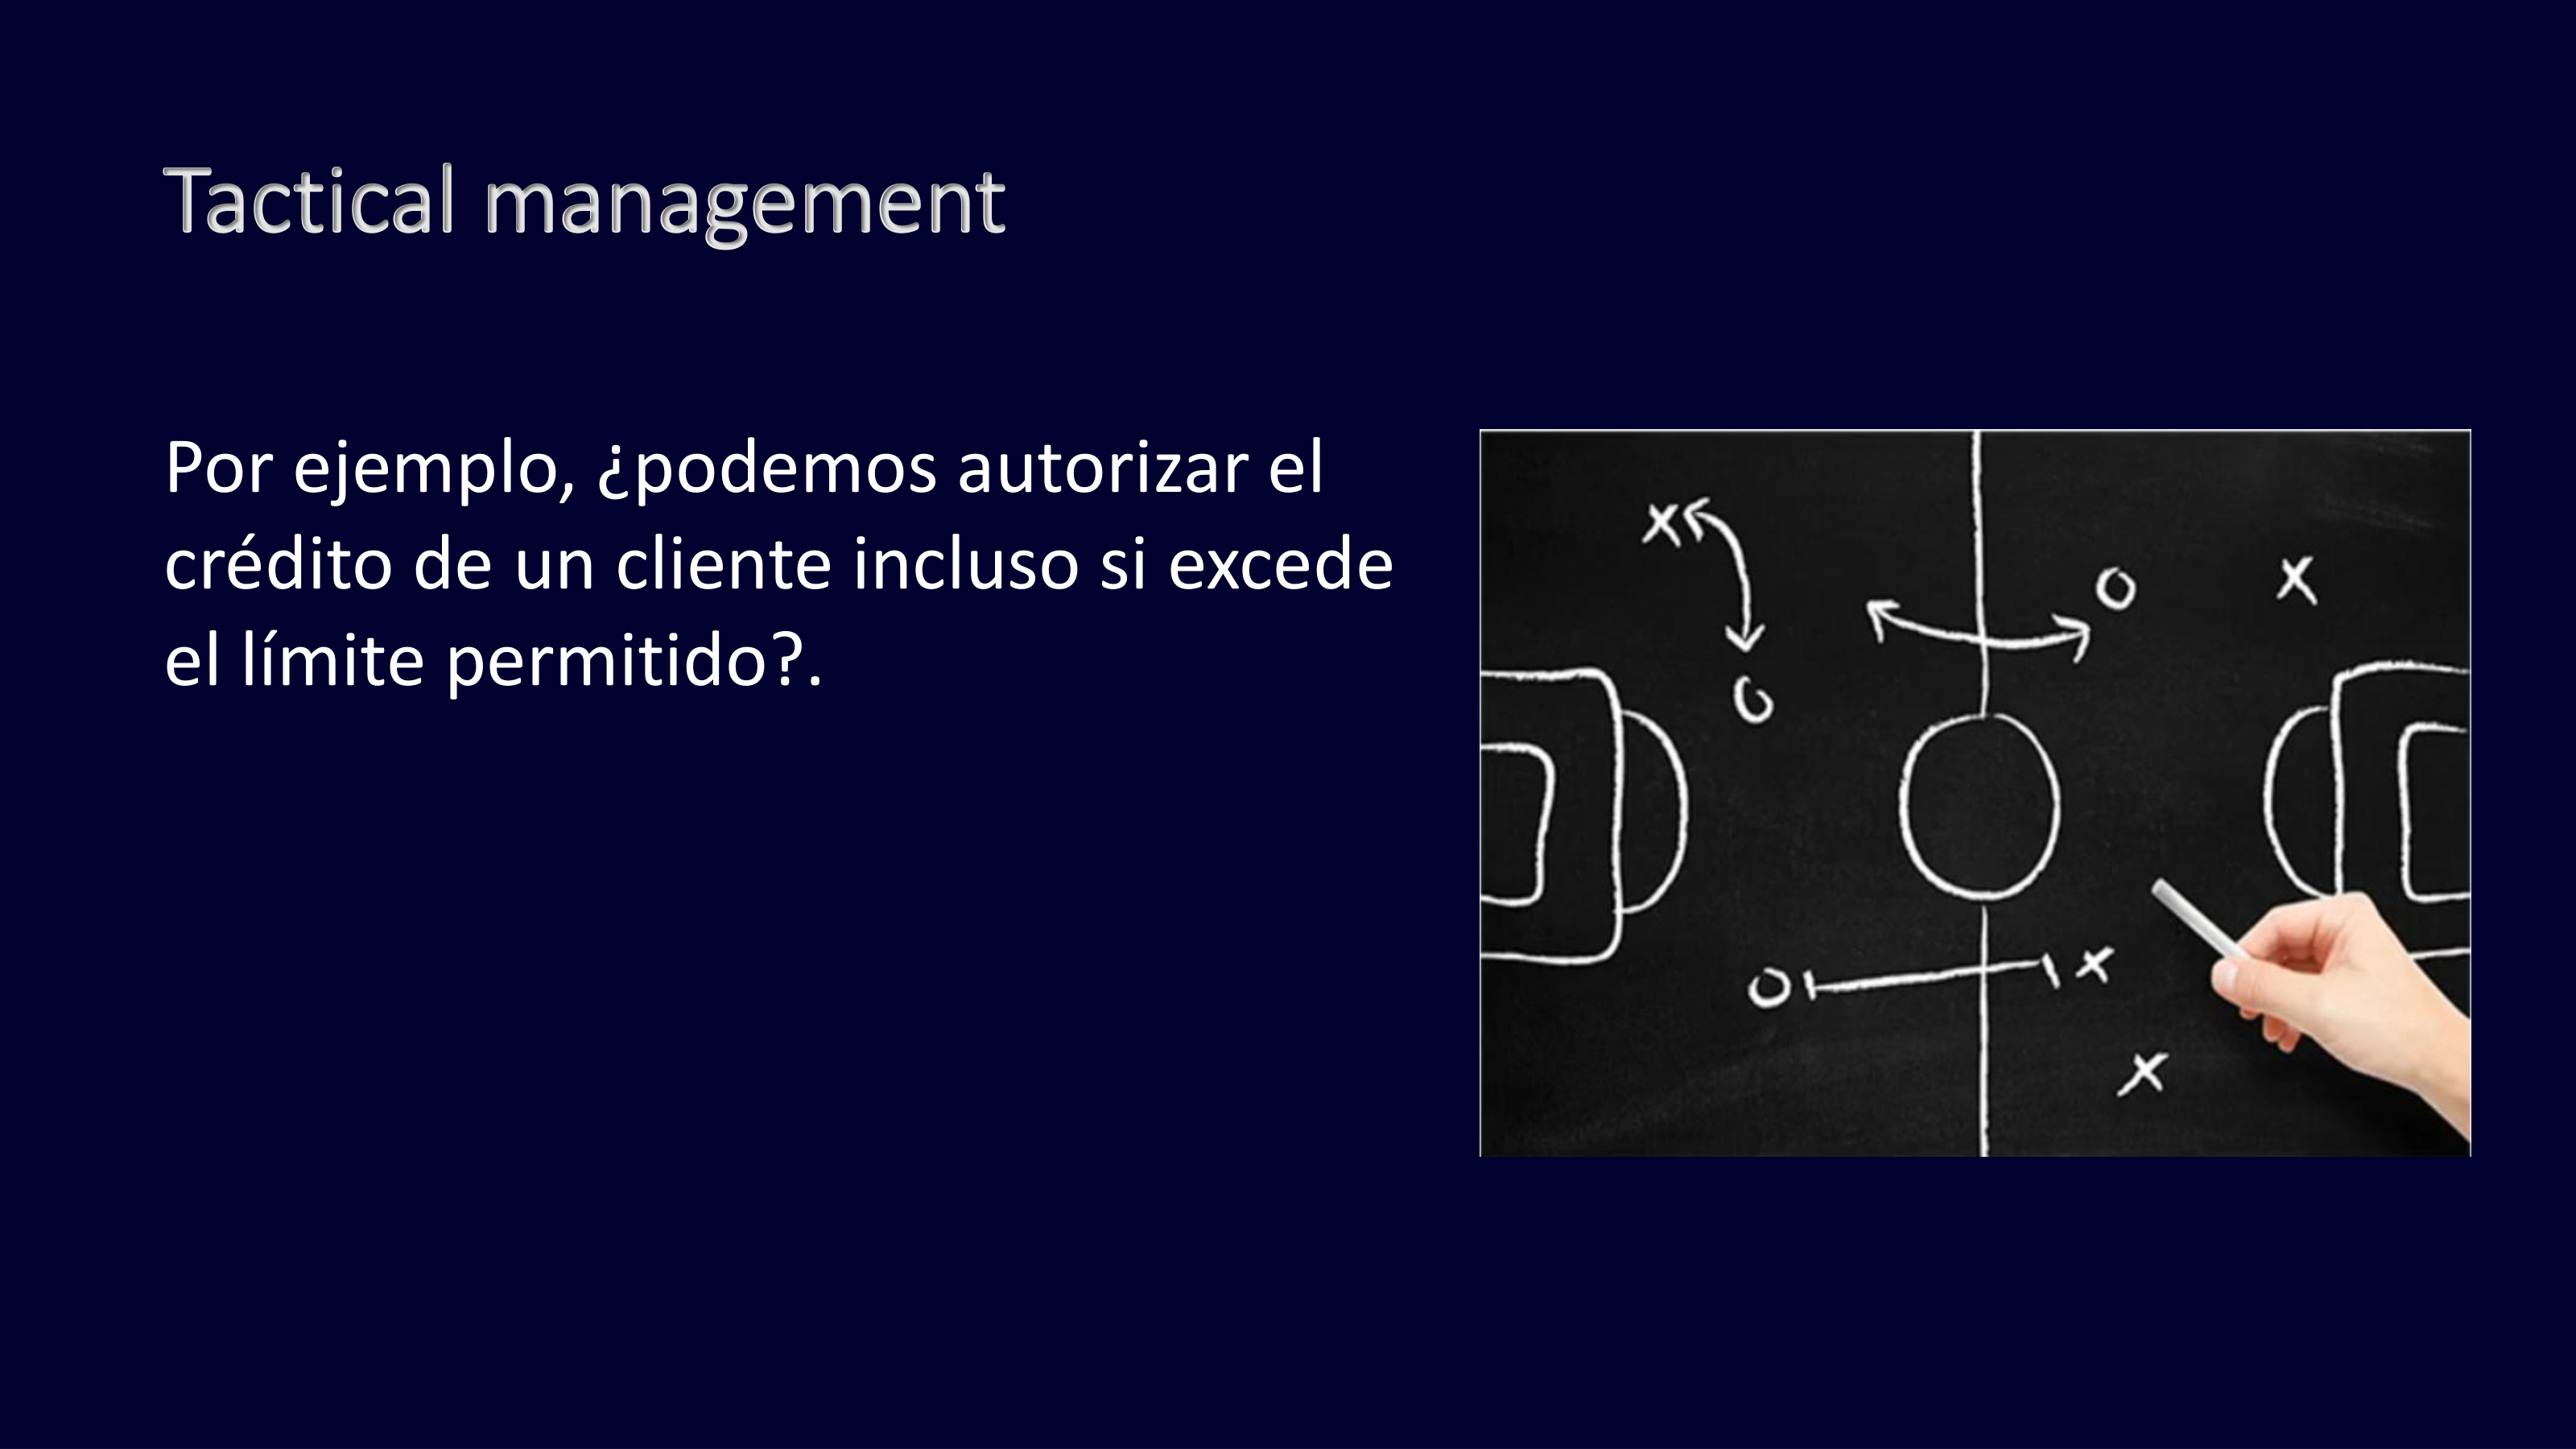 Tactical management
Por ejemplo, ¿podemos autorizar el
crédito de un cliente incluso si excede
el límite permitido?.
X
O
X
O
O
X
X